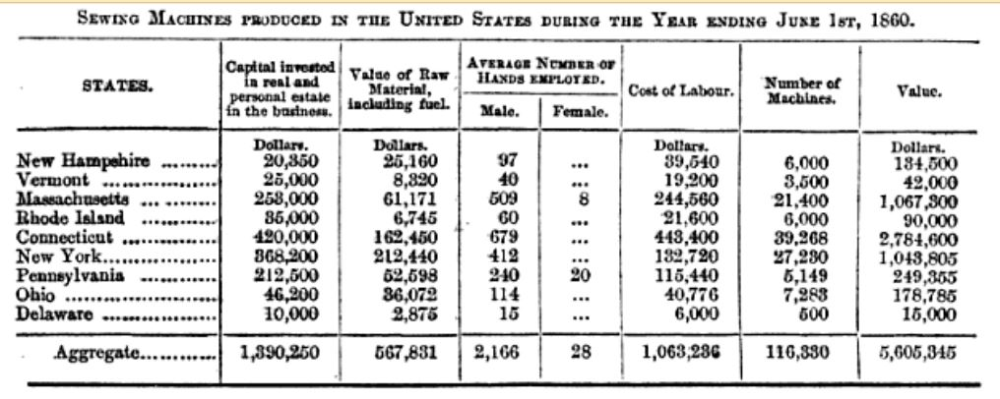 SEWING MACHINES PRODUCED IN THE UNITED STATES DURING THE YEAR ENDING JUNE 1ST, 1860.
STATES.
Capital invested
in real and
personal estate
in the business.
Value of Raw
Material,
including fuel.
AVERAGE NUMBER OF
HANDS EMPLOYED.
Male. Female.
Cost of Labour.
Number of
Machines.
Value.
Dollars. Dollars. Dollars. Dollars.
New Hampshire ......... 20,350 25,160 97 ... 39,540 6,000 134,500
Vermont .................. 25,000 8,320 40 ... 19,200 3,500 42,000
Massachusetts ... ......... 253,000 61,171 509 8 244,560 21,400 1,067,300
Rhode Island ............ 35,000 6,745 60 ... 21,600 6,000 90,000
Connecticut ............... 420,000 162,450 679 ... 443,400 39,268 2,784,600
New York.................. 368,200 212,440 412 ... 132,720 27,230 1,043,805
Pennsylvania ............ 212,500 52,598 240 20 115,440 5,149 249,355
Ohio ........................ 46,200 36,072 114 ... 40,776 7,283 178,785
Delaware .................. 10,000 2,875 15 ... 6,000 500 15,000
Aggregate............ 1,390,250 567,831 2,166 28 1,063,236 116,330 5,605,345